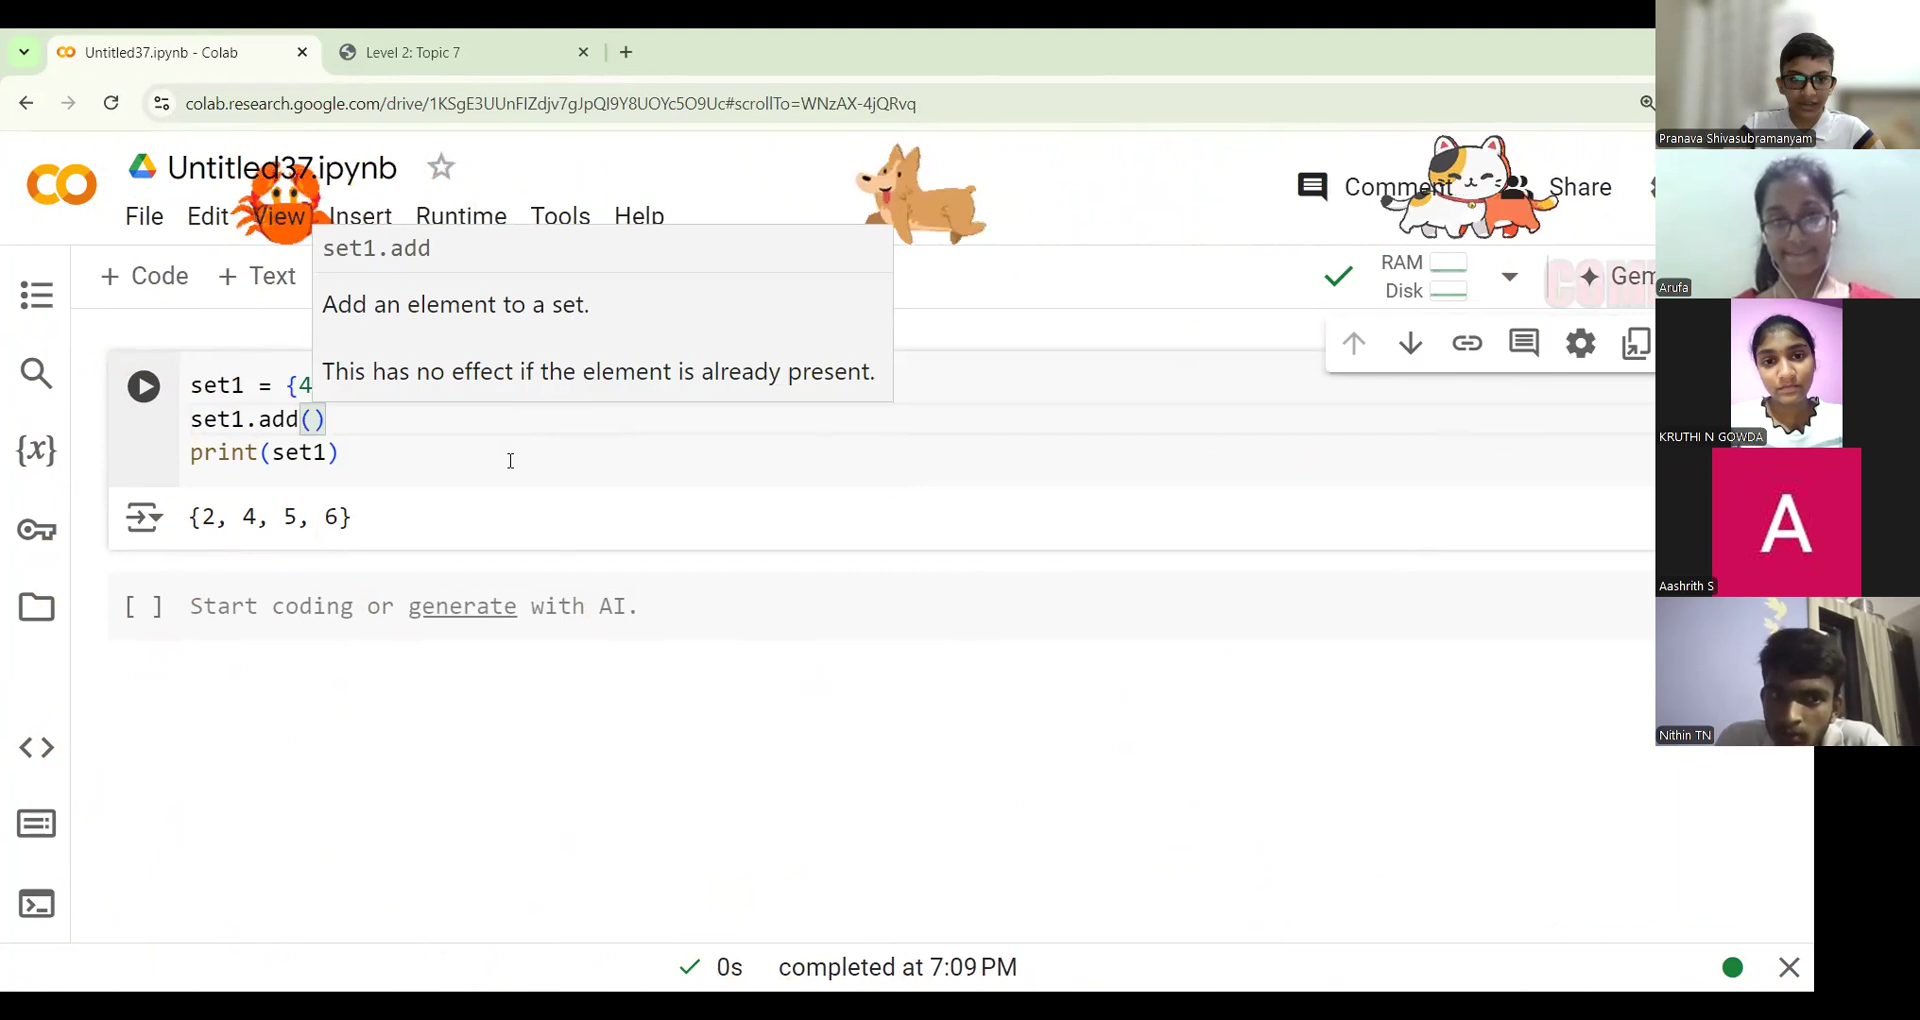 Untitled37.ipynb - Colab
Level 2: Topic 7
colab.research.google.com/drive/1KSgE3UUnFIZdjv7gJpQI9Y8UOYc5O9Uc#scrollTo=WNzAX-4jQRvq
Pranava Shivasubramanyam
Untitled37.ipynb
Comment
Share
File Edit View Insert Runtime Tools Help
set1.add
+ Code + Text
RAM
Disk
Gem
Arufa
Add an element to a set.
This has no effect if the element is already present.
set1 = {4
set1.add()
print(set1)
KRUTHI N GOWDA
{2, 4, 5, 6}
A
Aashrith S
[ ] Start coding or generate with AI.
Nithin TN
0s completed at 7:09 PM